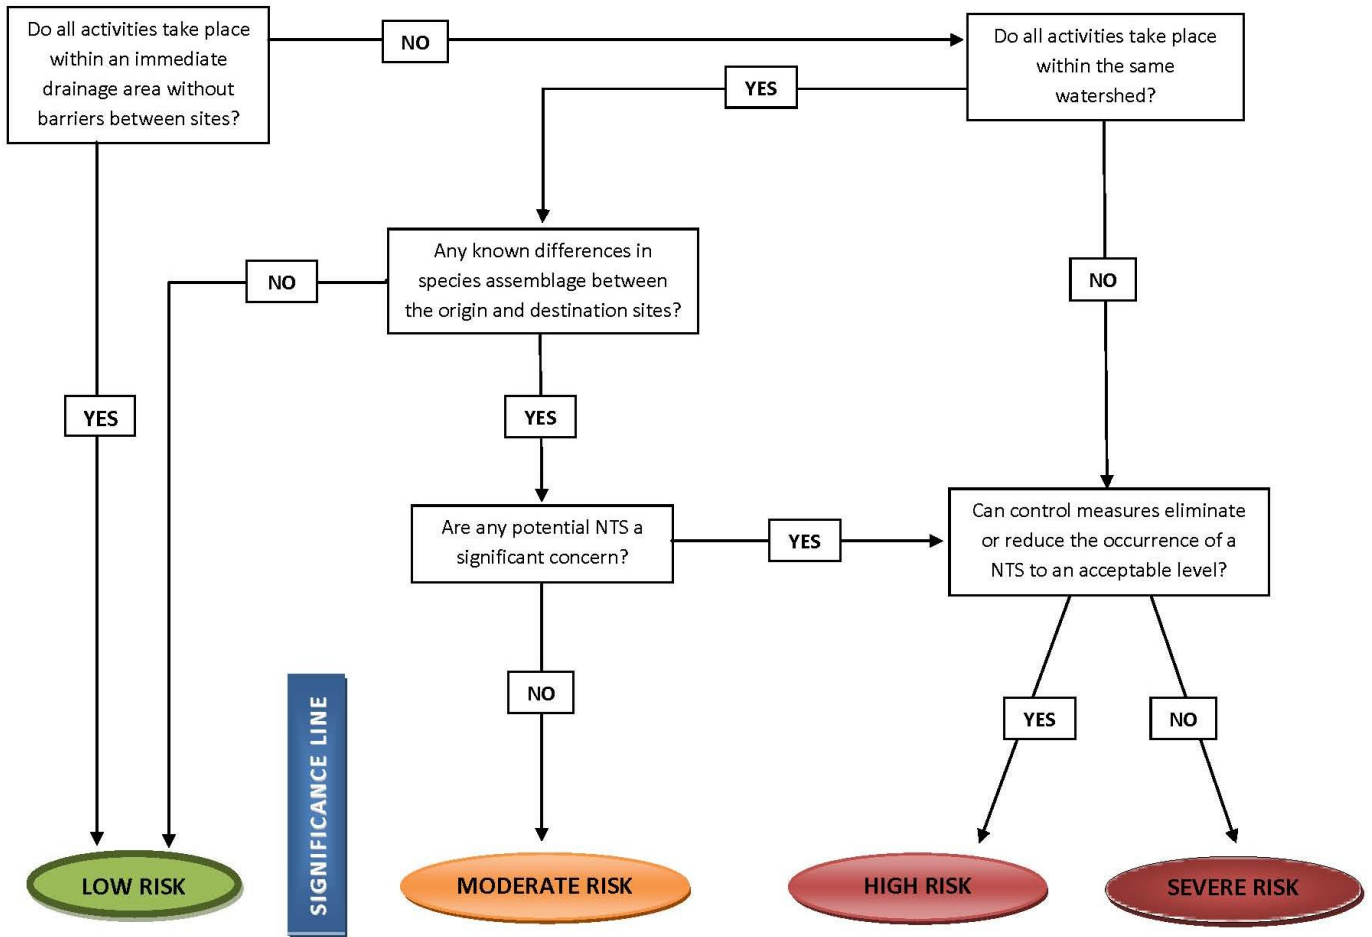 Do all activities take place
within an immediate
drainage area without
barriers between sites?
NO
Do all activities take place
within the same
watershed?
YES
Any known differences in
species assemblage between
the origin and destination sites?
NO
NO
YES
YES
Are any potential NTS a
significant concern?
YES
Can control measures eliminate
or reduce the occurrence of a
NTS to an acceptable level?
NO
YES
NO
SIGNIFICANCE LINE
LOW RISK
MODERATE RISK
HIGH RISK
SEVERE RISK